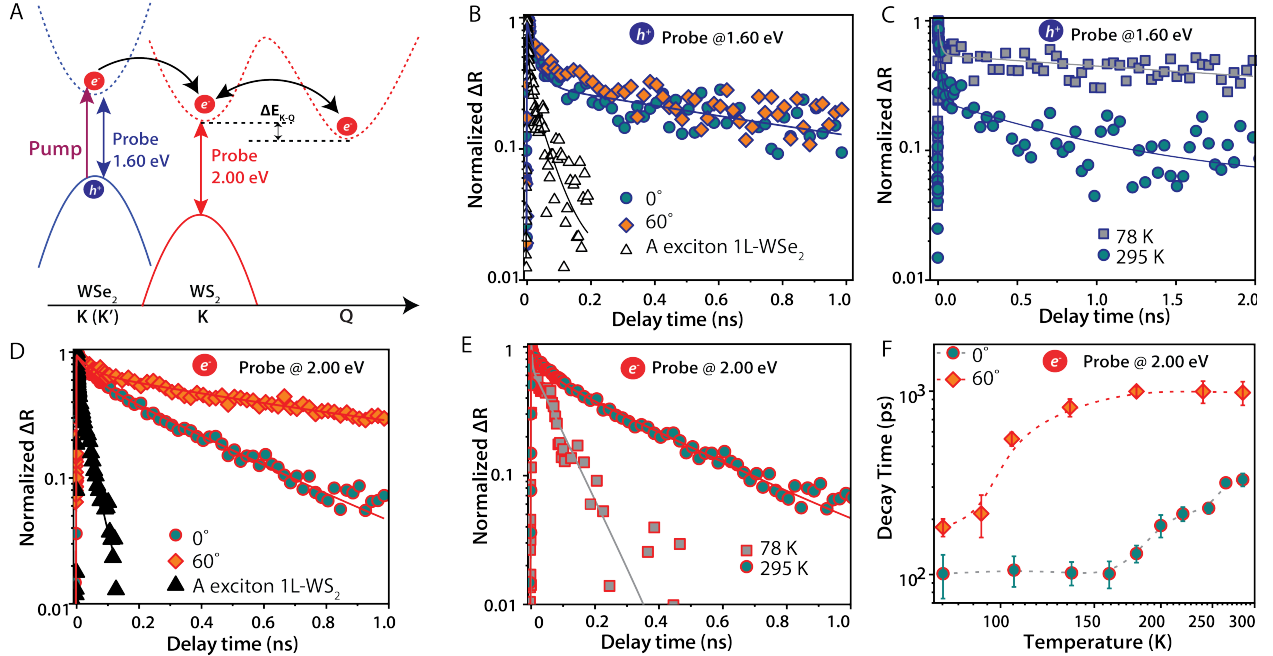 A
e⁻
e⁻
e⁻
ΔE_K-Q
Pump
Probe
1.60 eV
Probe
2.00 eV
h⁺
WSe₂
WS₂
K (K′)
K
Q
B
h⁺ Probe @1.60 eV
Normalized ΔR
1
0.1
0.01
0°
60°
A exciton 1L-WSe₂
0 0.2 0.4 0.6 0.8 1.0
Delay time (ns)
C
h⁺ Probe @1.60 eV
Normalized ΔR
1
0.1
0.01
78 K
295 K
0.0 0.5 1.0 1.5 2.0
Delay time (ns)
D
e⁻ Probe @ 2.00 eV
Normalized ΔR
1
0.1
0.01
0°
60°
A exciton 1L-WS₂
0 0.2 0.4 0.6 0.8 1.0
Delay time (ns)
E
e⁻ Probe @ 2.00 eV
Normalized ΔR
1
0.1
0.01
78 K
295 K
0 0.2 0.4 0.6 0.8 1.0
Delay time (ns)
F
0°
60°
e⁻ Probe @ 2.00 eV
Decay Time (ps)
10³
10²
100 150 200 250 300
Temperature (K)